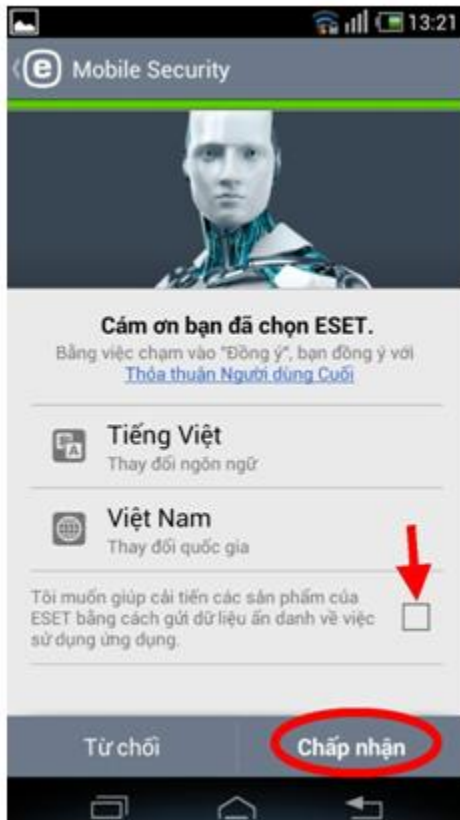 13:21
e Mobile Security
Cám ơn bạn đã chọn ESET.
Bằng việc chạm vào "Đồng ý", bạn đồng ý với
Thỏa thuận Người dùng Cuối
Tiếng Việt
Thay đổi ngôn ngữ
Việt Nam
Thay đổi quốc gia
Tôi muốn giúp cải tiến các sản phẩm của
ESET bằng cách gửi dữ liệu ẩn danh về việc
sử dụng ứng dụng.
Từ chối
Chấp nhận